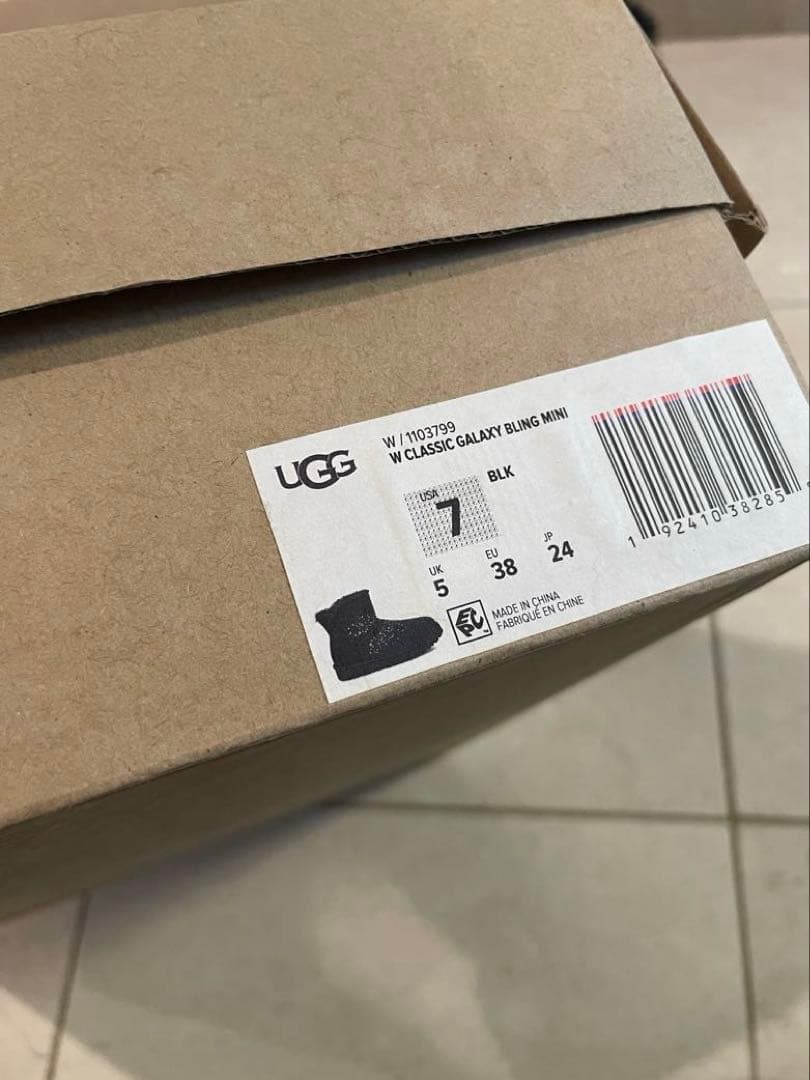 UGG
W / 1103799
W CLASSIC GALAXY BLING MINI
BLK
USA
7
UK
5
EU
38
JP
24
EPC
MADE IN CHINA
FABRIQUÉ EN CHINE
1 92410 38285